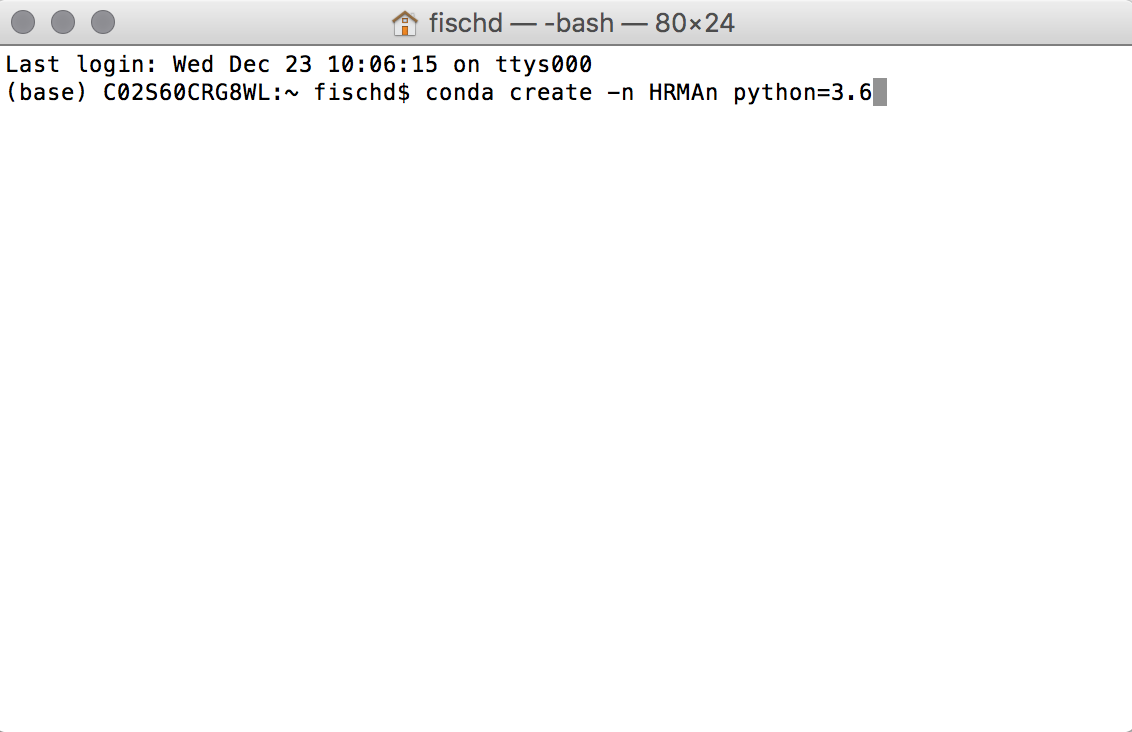 fischd — -bash — 80×24
Last login: Wed Dec 23 10:06:15 on ttys000
(base) C02S60CRG8WL:~ fischd$ conda create -n HRMAn python=3.6